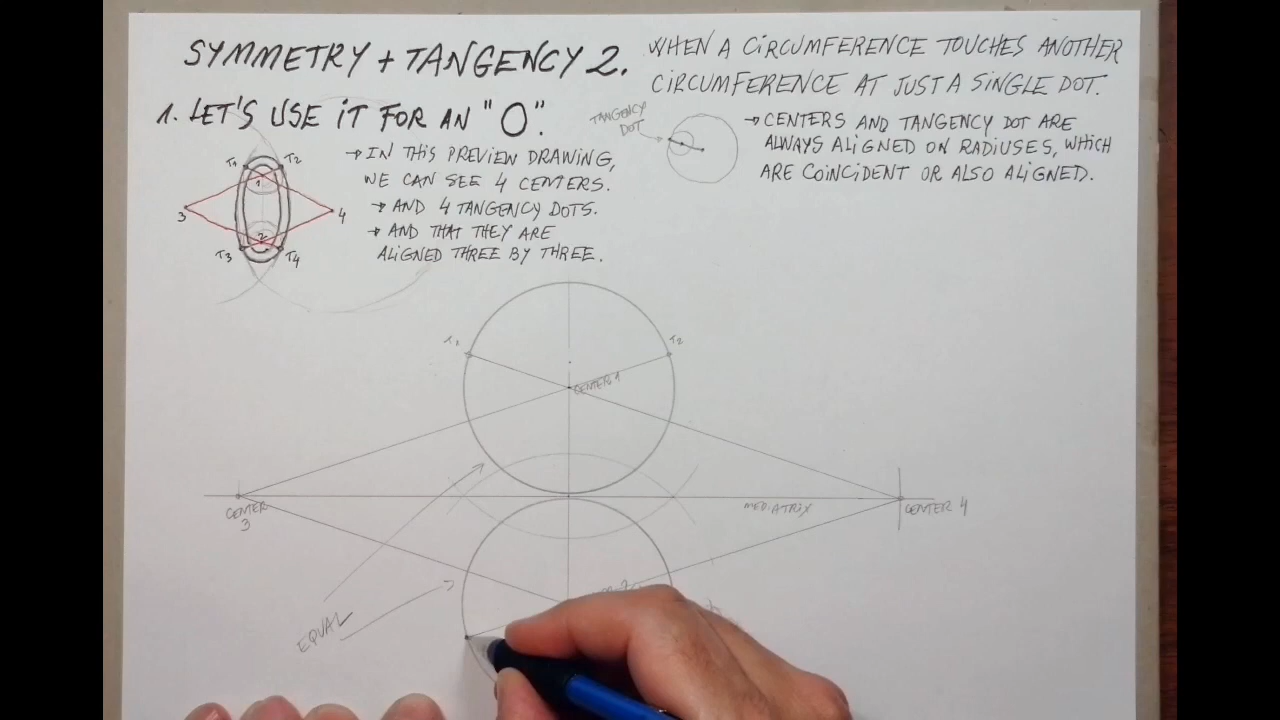 SYMMETRY + TANGENCY 2.
WHEN A CIRCUMFERENCE TOUCHES ANOTHER
CIRCUMFERENCE AT JUST A SINGLE DOT.
1. LET'S USE IT FOR AN "O".
TANGENCY
DOT
→ CENTERS AND TANGENCY DOT ARE
ALWAYS ALIGNED ON RADIUSES, WHICH
ARE COINCIDENT OR ALSO ALIGNED.
→ IN THIS PREVIEW DRAWING,
WE CAN SEE 4 CENTERS.
→ AND 4 TANGENCY DOTS.
→ AND THAT THEY ARE
ALIGNED THREE BY THREE.
T1 T2
1
3
4
2
T3 T4
T1
T2
CENTER 1
CENTER
3
MEDIATRIX
CENTER 4
EQUAL